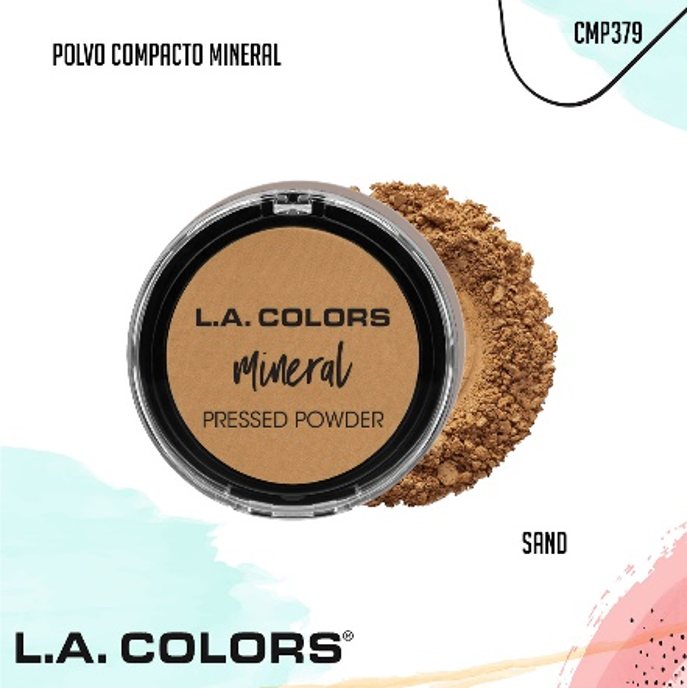 POLVO COMPACTO MINERAL
CMP379
L.A. COLORS
mineral
PRESSED POWDER
SAND
L.A. COLORS®